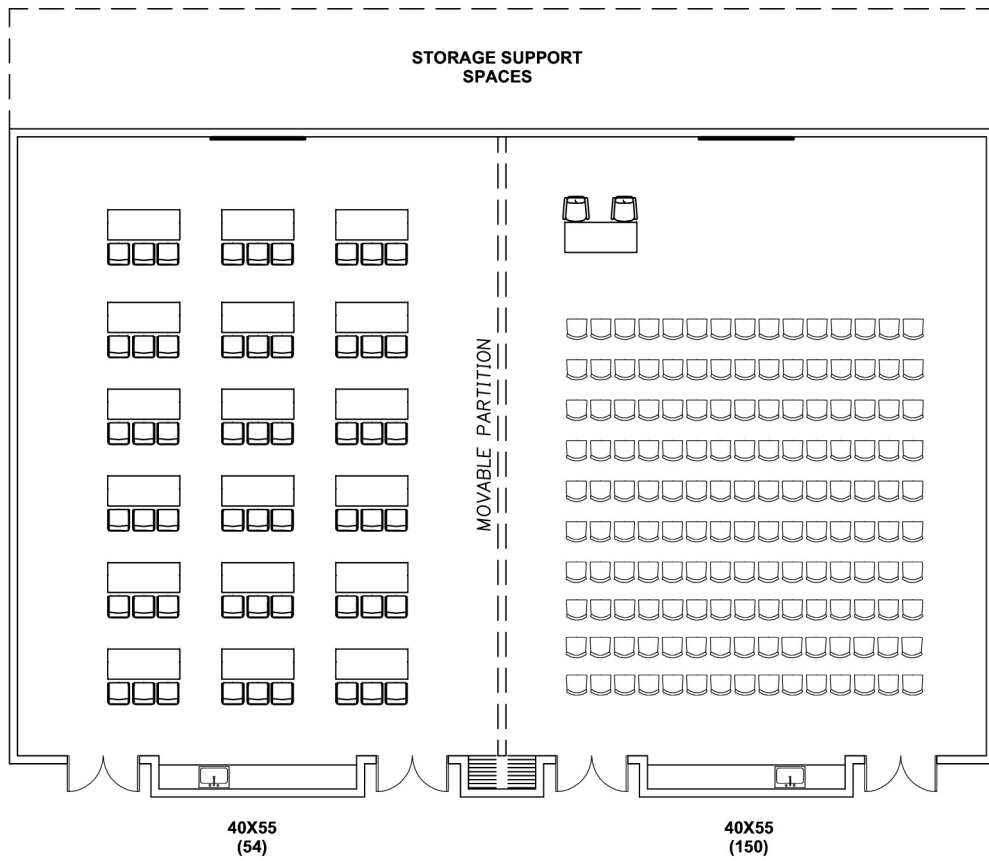 STORAGE SUPPORT
SPACES
MOVABLE PARTITION
40X55
(54)
40X55
(150)